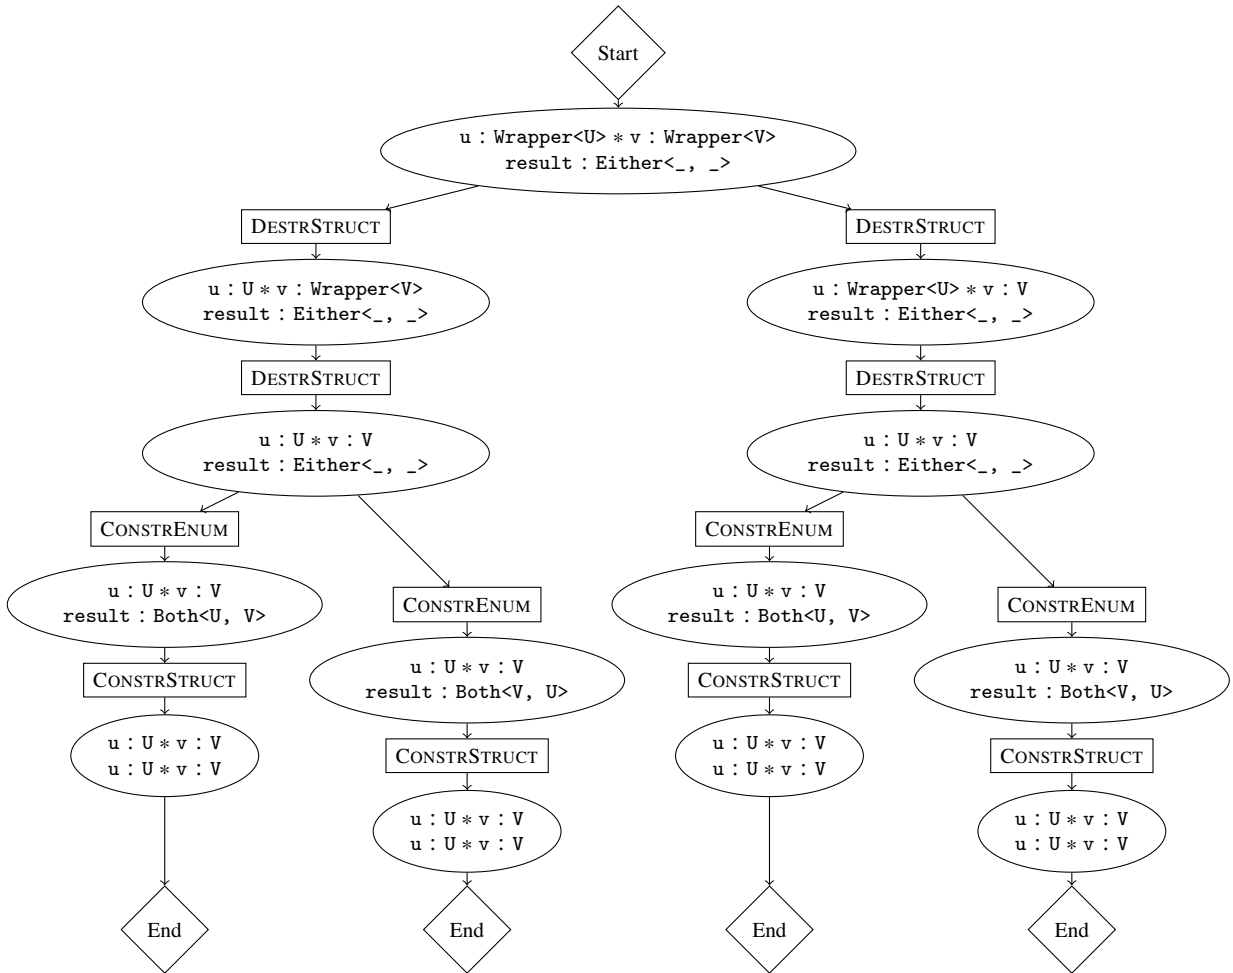 Start
u : Wrapper<U> * v : Wrapper<V>
result : Either<_, _>
DESTRSTRUCT
DESTRSTRUCT
u : U * v : Wrapper<V>
result : Either<_, _>
u : Wrapper<U> * v : V
result : Either<_, _>
DESTRSTRUCT
DESTRSTRUCT
u : U * v : V
result : Either<_, _>
u : U * v : V
result : Either<_, _>
CONSTRENUM
CONSTRENUM
u : U * v : V
result : Both<U, V>
CONSTRENUM
u : U * v : V
result : Both<U, V>
CONSTRENUM
CONSTRSTRUCT
u : U * v : V
result : Both<V, U>
CONSTRSTRUCT
u : U * v : V
result : Both<V, U>
u : U * v : V
u : U * v : V
CONSTRSTRUCT
u : U * v : V
u : U * v : V
CONSTRSTRUCT
u : U * v : V
u : U * v : V
u : U * v : V
u : U * v : V
End
End
End
End